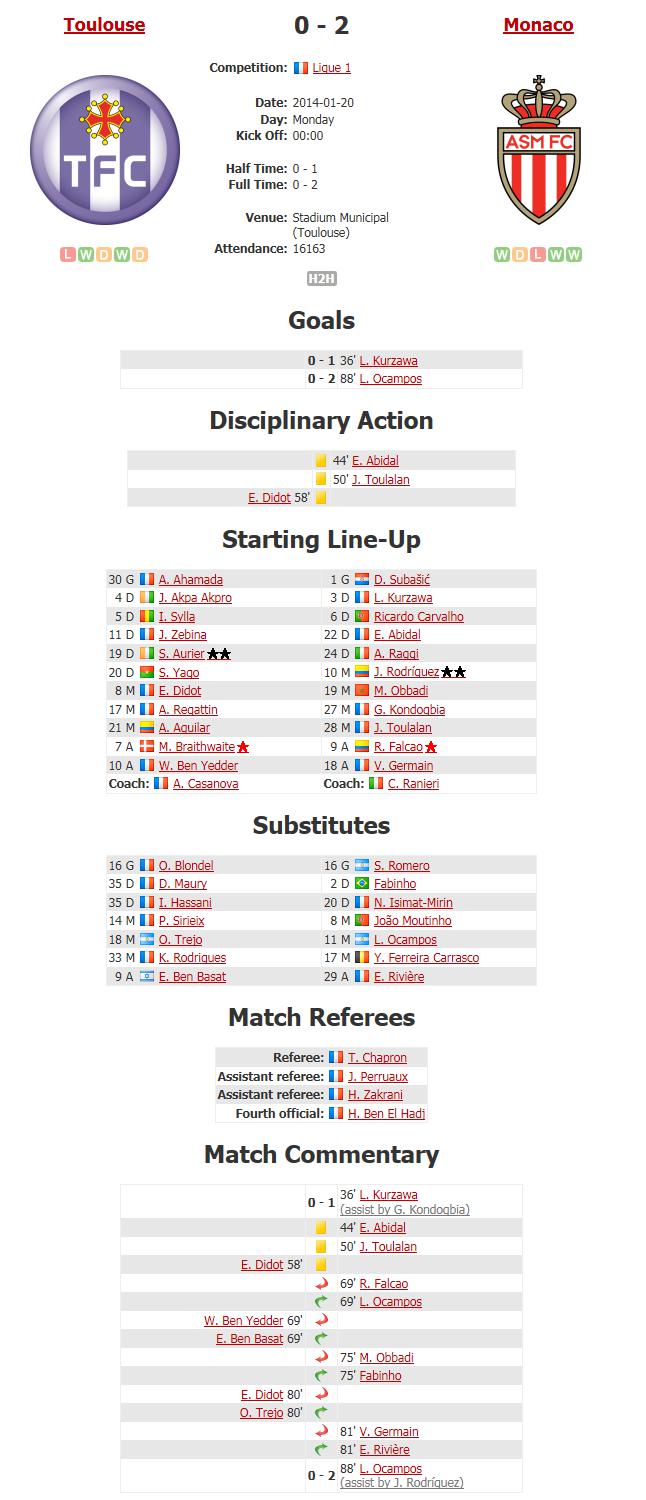 Toulouse 0 - 2 Monaco
Competition: Ligue 1
Date: 2014-01-20
Day: Monday
Kick Off: 00:00
TFC
ASM FC
Half Time: 0 - 1
Full Time: 0 - 2
Venue: Stadium Municipal
(Toulouse)
Attendance: 16163
L W D W D
W D L W W
H2H
Goals
0 - 1 36' L. Kurzawa
0 - 2 88' L. Ocampos
Disciplinary Action
44' E. Abidal
50' J. Toulalan
E. Didot 58'
Starting Line-Up
30 G A. Ahamada 1 G D. Subašić
4 D J. Akpa Akpro 3 D L. Kurzawa
5 D I. Sylla 6 D Ricardo Carvalho
11 D J. Zebina 22 D E. Abidal
19 D S. Aurier 24 D A. Raggi
20 D S. Yago 10 M J. Rodríguez
8 M E. Didot 19 M M. Obbadi
17 M A. Regattin 27 M G. Kondogbia
21 M A. Aguilar 28 M J. Toulalan
7 A M. Braithwaite 9 A R. Falcao
10 A W. Ben Yedder 18 A V. Germain
Coach: A. Casanova Coach: C. Ranieri
Substitutes
16 G O. Blondel 16 G S. Romero
35 D D. Maury 2 D Fabinho
35 D I. Hassani 20 D N. Isimat-Mirin
14 M P. Sirieix 8 M João Moutinho
18 M O. Trejo 11 M L. Ocampos
33 M K. Rodrigues 17 M Y. Ferreira Carrasco
9 A E. Ben Basat 29 A E. Rivière
Match Referees
Referee: T. Chapron
Assistant referee: J. Perruaux
Assistant referee: H. Zakrani
Fourth official: H. Ben El Hadj
Match Commentary
0 - 1 36' L. Kurzawa
(assist by G. Kondogbia)
44' E. Abidal
50' J. Toulalan
E. Didot 58'
69' R. Falcao
69' L. Ocampos
W. Ben Yedder 69'
E. Ben Basat 69'
75' M. Obbadi
75' Fabinho
E. Didot 80'
O. Trejo 80'
81' V. Germain
81' E. Rivière
0 - 2 88' L. Ocampos
(assist by J. Rodríguez)